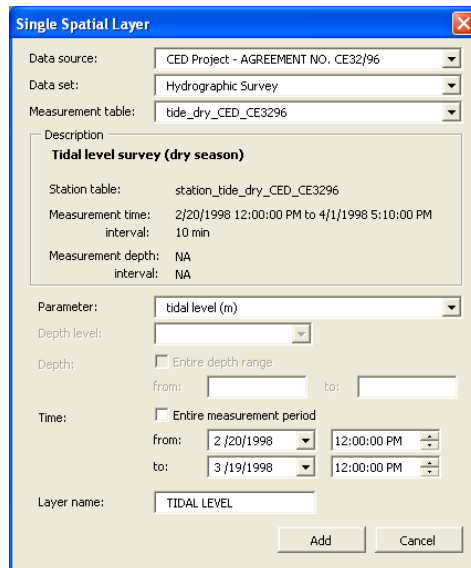 Single Spatial Layer
Data source: CED Project - AGREEMENT NO. CE32/96
Data set: Hydrographic Survey
Measurement table: tide_dry_CED_CE3296
Description
Tidal level survey (dry season)
Station table: station_tide_dry_CED_CE3296
Measurement time: 2/20/1998 12:00:00 PM to 4/1/1998 5:10:00 PM
interval: 10 min
Measurement depth: NA
interval: NA
Parameter: tidal level (m)
Depth level:
Depth: Entire depth range
from: to:
Time: Entire measurement period
from: 2 /20/1998 12:00:00 PM
to: 3 /19/1998 12:00:00 PM
Layer name: TIDAL LEVEL
Add Cancel